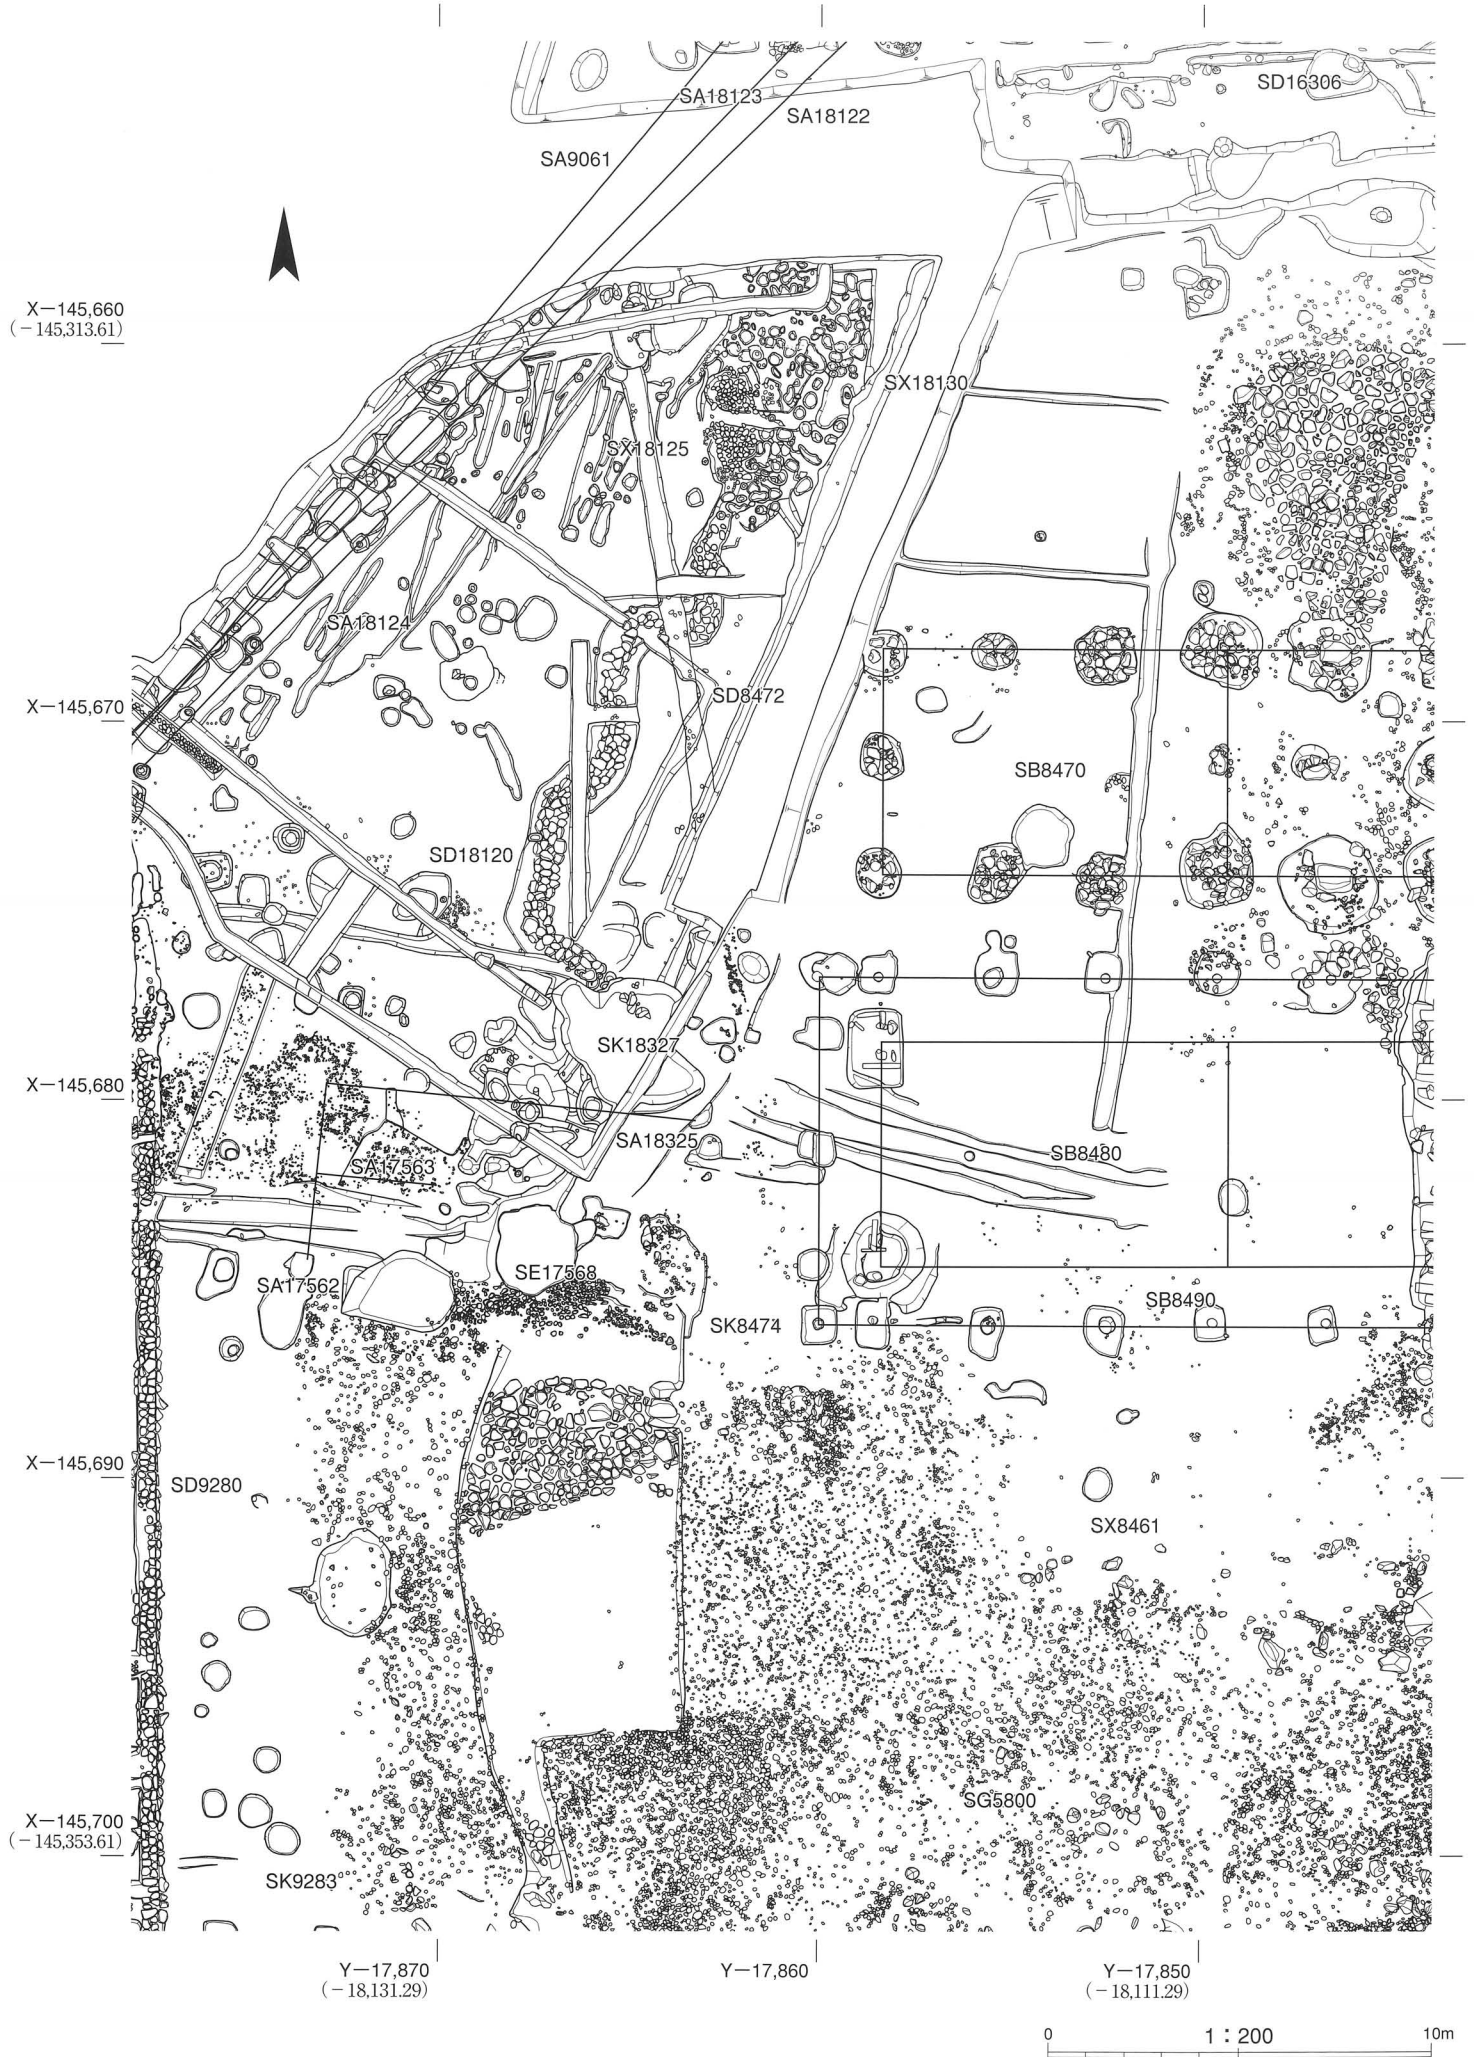 SD16306
SA18123
SA18122
SA9061
X－145,660
(－145,313.61)
SX18130
SX18125
SA18124
SD8472
X－145,670
SB8470
SD18120
SK18327
X－145,680
SA18325
SB8480
SA17563
SE17568
SA17562
SB8490
SK8474
X－145,690
SD9280
SX8461
SG5800
X－145,700
(－145,353.61)
SK9283
Y－17,870
(－18,131.29)
Y－17,860
Y－17,850
(－18,111.29)
0 1：200 10m